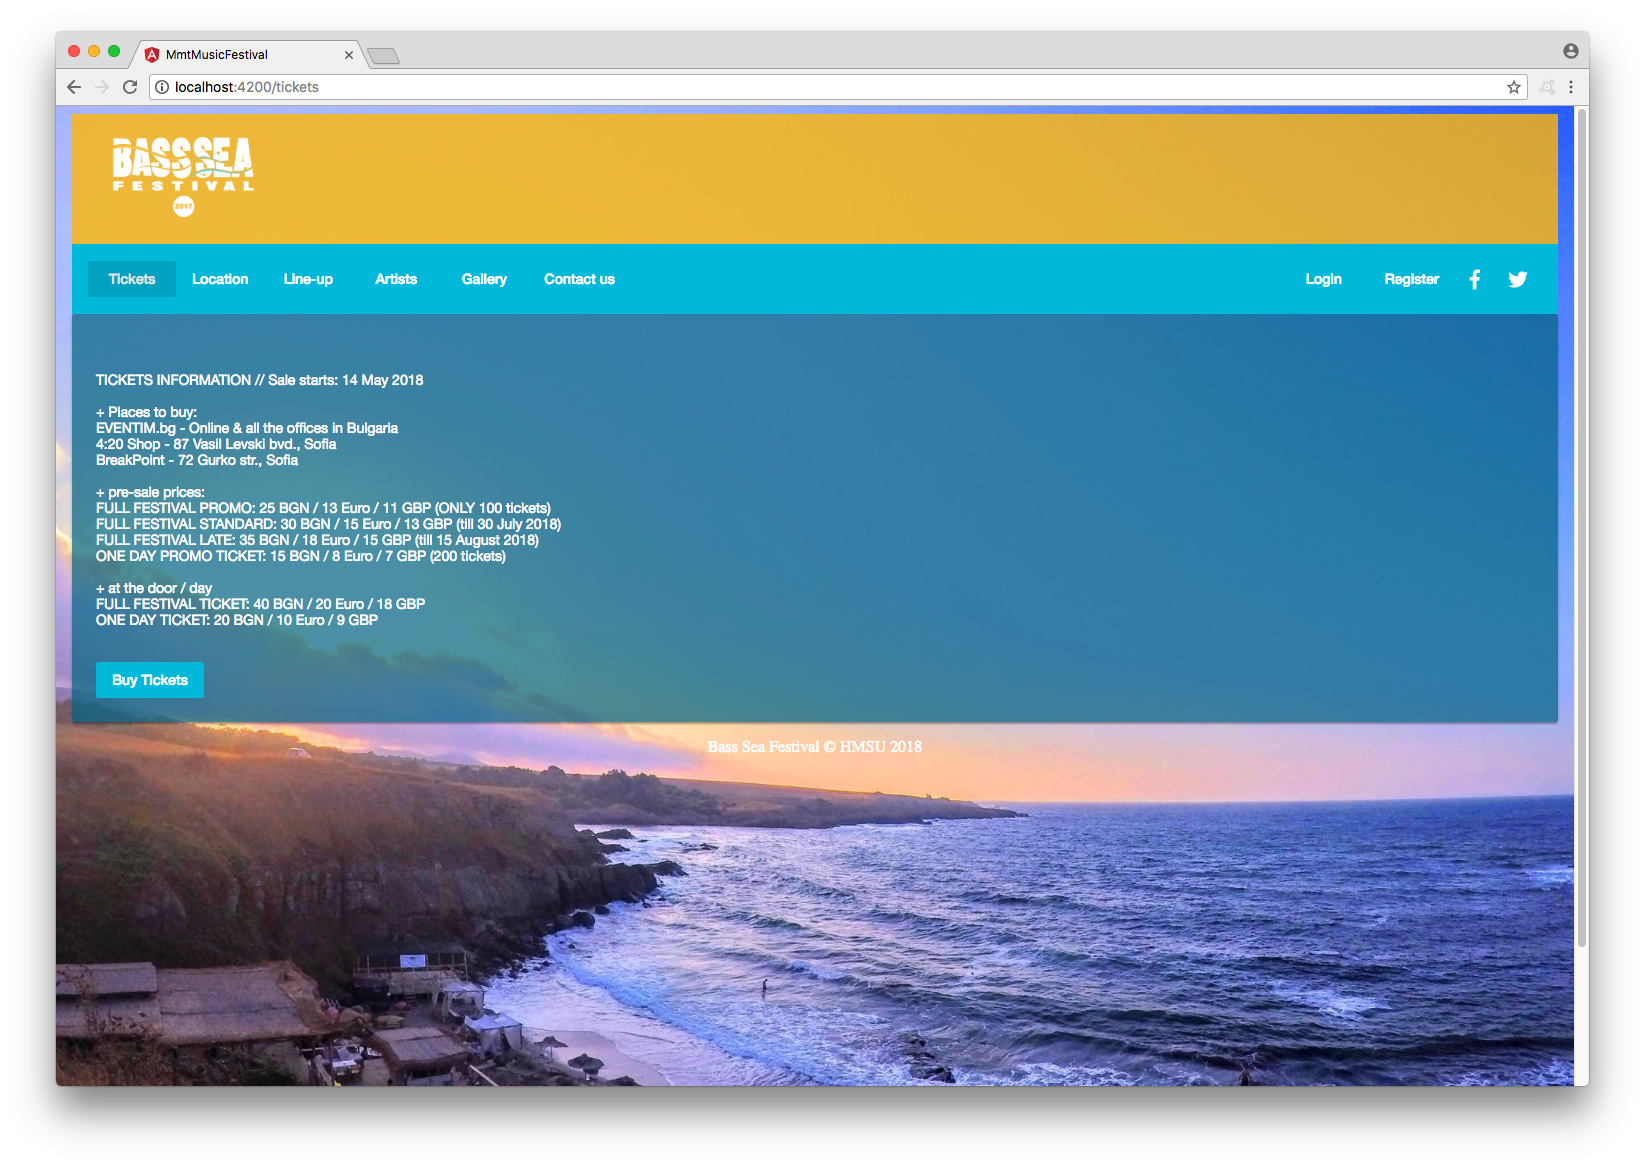 MmtMusicFestival
localhost:4200/tickets
BASS SEA
FESTIVAL
2017
Tickets Location Line-up Artists Gallery Contact us Login Register
TICKETS INFORMATION // Sale starts: 14 May 2018
+ Places to buy:
EVENTIM.bg - Online & all the offices in Bulgaria
4:20 Shop - 87 Vasil Levski bvd., Sofia
BreakPoint - 72 Gurko str., Sofia
+ pre-sale prices:
FULL FESTIVAL PROMO: 25 BGN / 13 Euro / 11 GBP (ONLY 100 tickets)
FULL FESTIVAL STANDARD: 30 BGN / 15 Euro / 13 GBP (till 30 July 2018)
FULL FESTIVAL LATE: 35 BGN / 18 Euro / 15 GBP (till 15 August 2018)
ONE DAY PROMO TICKET: 15 BGN / 8 Euro / 7 GBP (200 tickets)
+ at the door / day
FULL FESTIVAL TICKET: 40 BGN / 20 Euro / 18 GBP
ONE DAY TICKET: 20 BGN / 10 Euro / 9 GBP
Buy Tickets
Bass Sea Festival © HMSU 2018